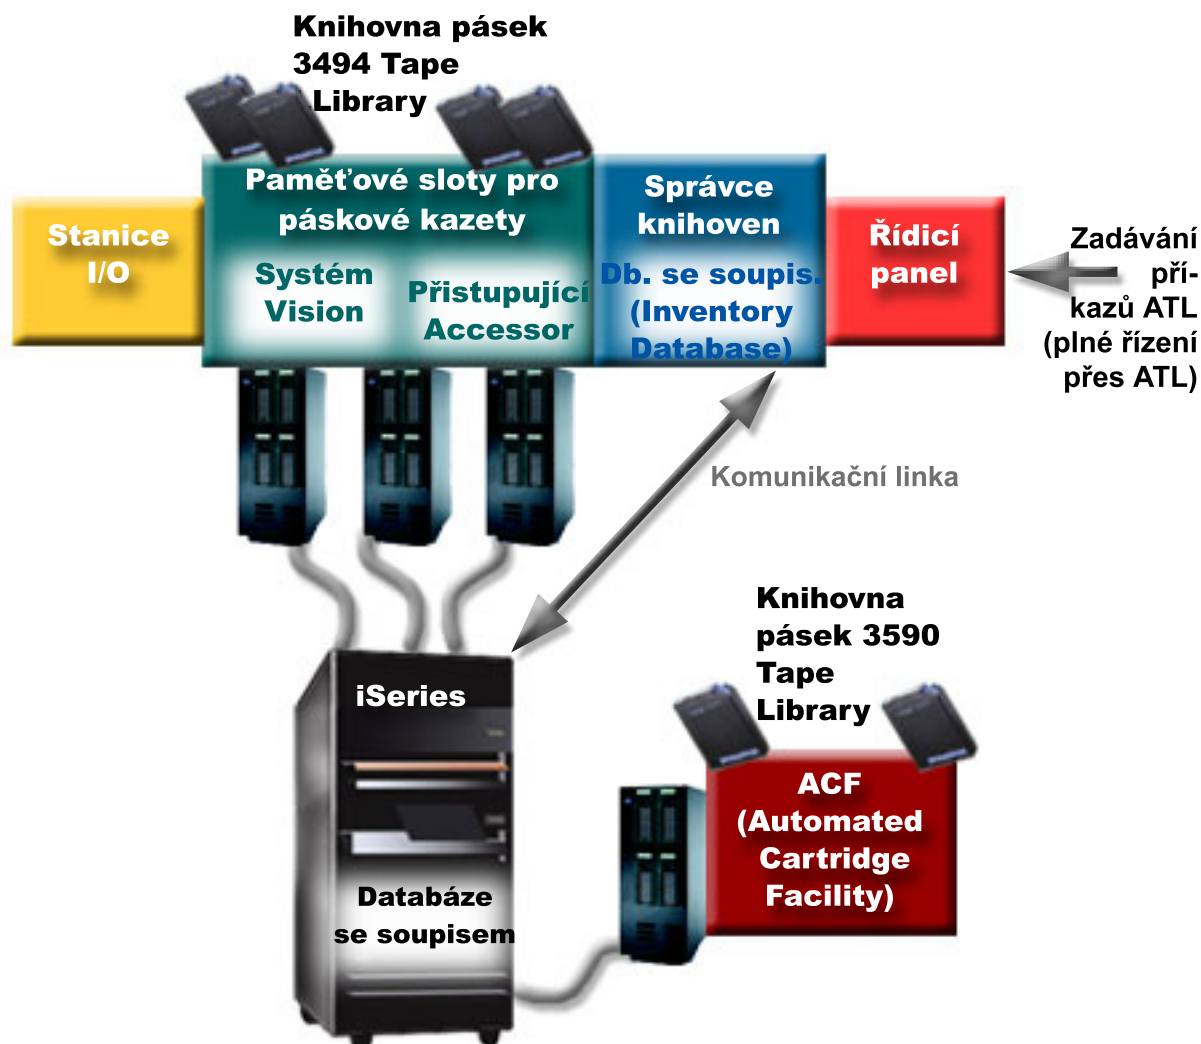 Knihovna pásek
3494 Tape
Library
Paměťové sloty pro
páskové kazety
Stanice
I/O
Systém
Vision
Přistupující
Accessor
Správce
knihoven
Db. se soupis.
(Inventory
Database)
Řídicí
panel
Zadávání
pří-
kazů ATL
(plné řízení
přes ATL)
Komunikační linka
iSeries
Databáze
se soupisem
Knihovna
pásek 3590
Tape
Library
ACF
(Automated
Cartridge
Facility)